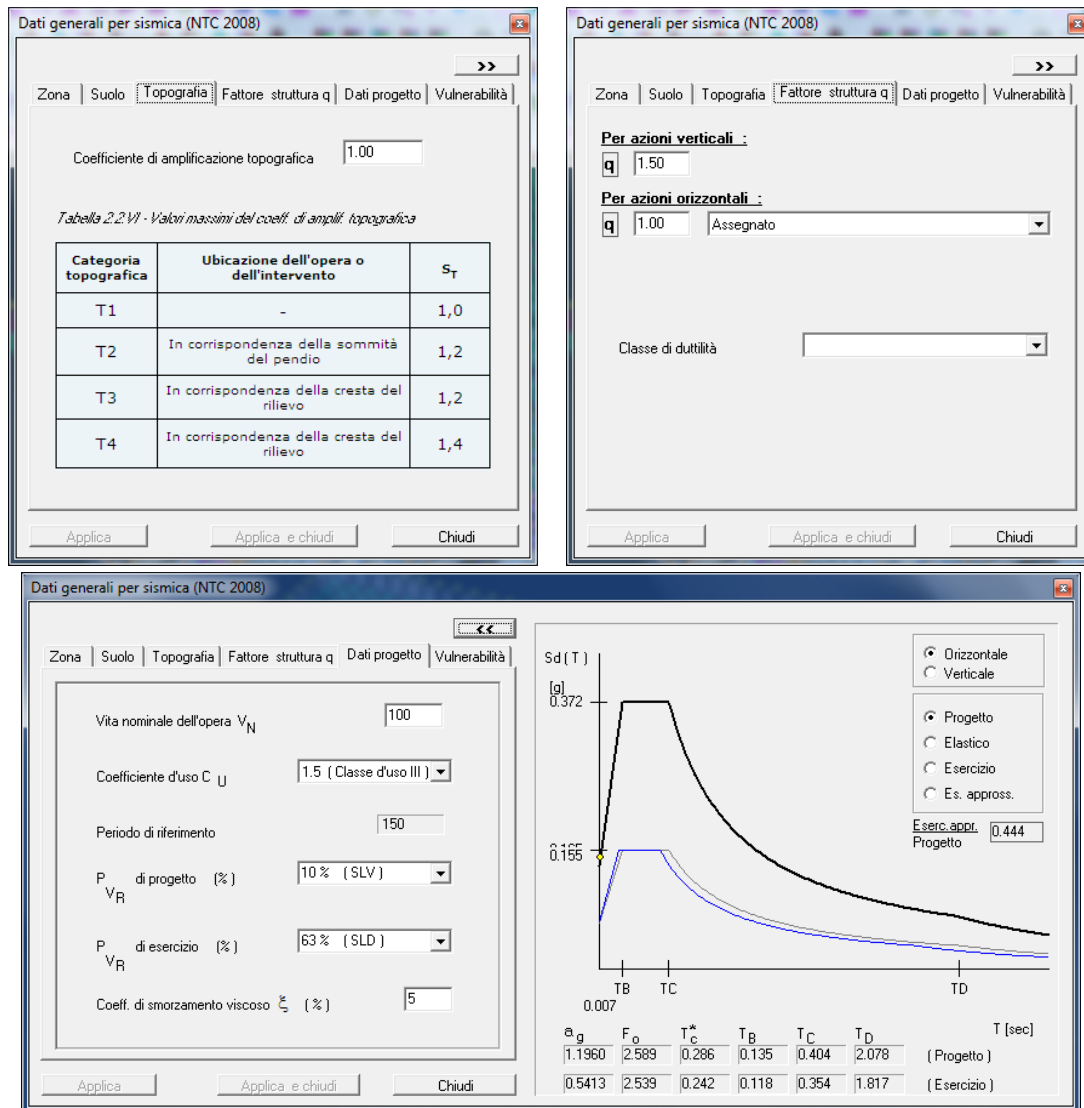 Dati generali per sismica (NTC 2008)
>>
Zona Suolo Topografia Fattore struttura q Dati progetto Vulnerabilità
Coefficiente di amplificazione topografica 1.00
Tabella 2.2.VI - Valori massimi del coeff. di amplif. topografica
Categoria topografica Ubicazione dell'opera o dell'intervento ST
T1 - 1,0
T2 In corrispondenza della sommità del pendio 1,2
T3 In corrispondenza della cresta del rilievo 1,2
T4 In corrispondenza della cresta del rilievo 1,4
Applica Applica e chiudi Chiudi
Dati generali per sismica (NTC 2008)
>>
Zona Suolo Topografia Fattore struttura q Dati progetto Vulnerabilità
Per azioni verticali :
q 1.50
Per azioni orizzontali :
q 1.00 Assegnato
Classe di duttilità
Applica Applica e chiudi Chiudi
Dati generali per sismica (NTC 2008)
<<
Zona Suolo Topografia Fattore struttura q Dati progetto Vulnerabilità
Vita nominale dell'opera VN 100
Coefficiente d'uso C U 1.5 ( Classe d'uso III )
Periodo di riferimento 150
P VR di progetto (%) 10 % ( SLV )
P VR di esercizio (%) 63 % ( SLD )
Coeff. di smorzamento viscoso ξ (%) 5
Applica Applica e chiudi Chiudi
Sd ( T )
[g]
0.372
0.155
TB TC TD
0.007
T [sec]
ag Fo Tc* TB TC TD
1.1960 2.589 0.286 0.135 0.404 2.078 ( Progetto )
0.5413 2.539 0.242 0.118 0.354 1.817 ( Esercizio )
Orizzontale
Verticale
Progetto
Elastico
Esercizio
Es. appross.
Eserc.appr.
Progetto 0.444